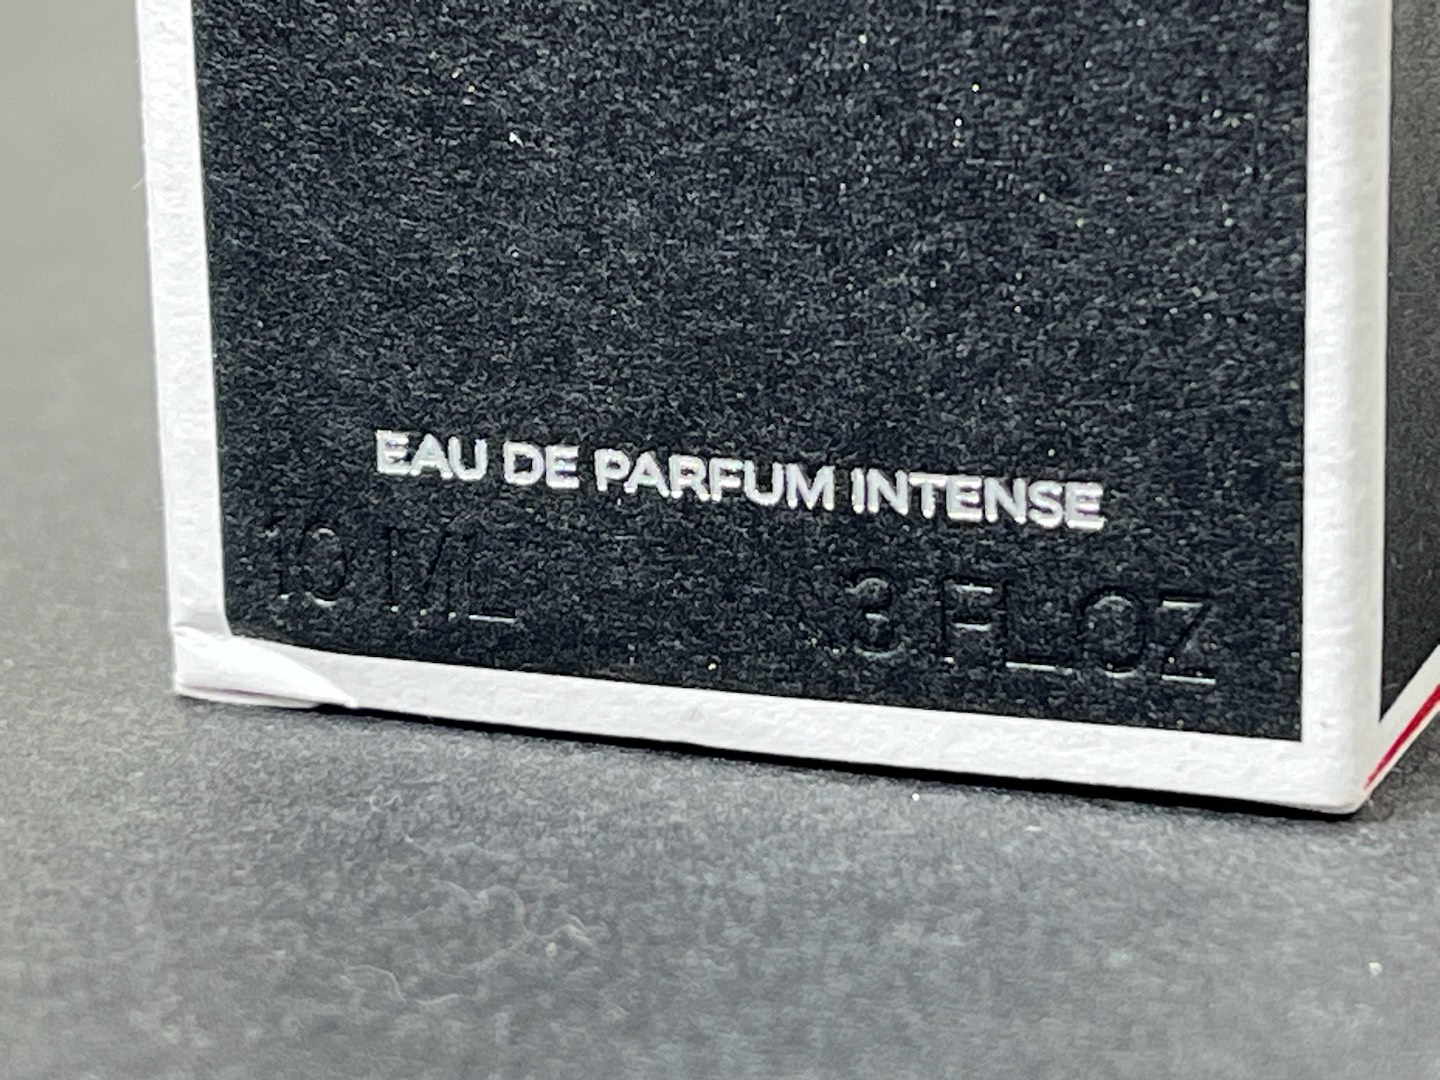 EAU DE PARFUM INTENSE
10 ML 3 FL OZ